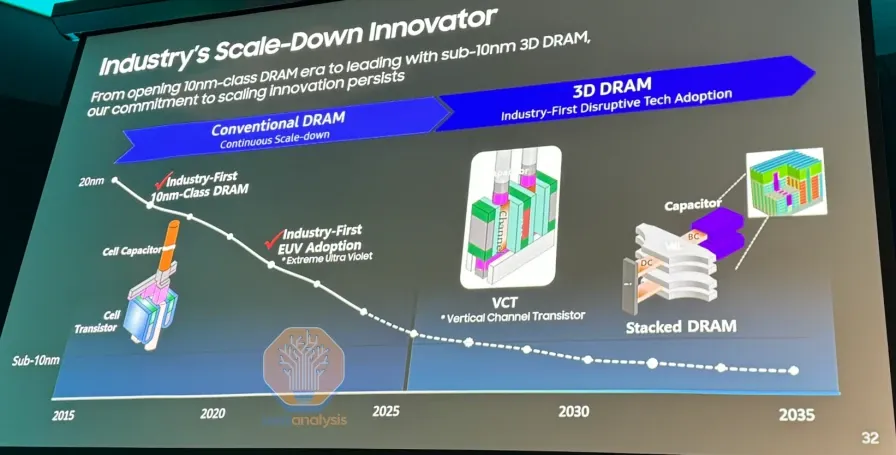 Industry's Scale-Down Innovator
From opening 10nm-class DRAM era to leading with sub-10nm 3D DRAM,
our commitment to scaling innovation persists
Conventional DRAM
Continuous Scale-down
3D DRAM
Industry-First Disruptive Tech Adoption
20nm
Industry-First
10nm-Class DRAM
Industry-First
EUV Adoption
* Extreme Ultra Violet
Cell Capacitor
Cell
Transistor
Channel
VCT
* Vertical Channel Transistor
Capacitor
BC
DC
Stacked DRAM
Sub-10nm
analysis
2015
2020
2025
2030
2035
32